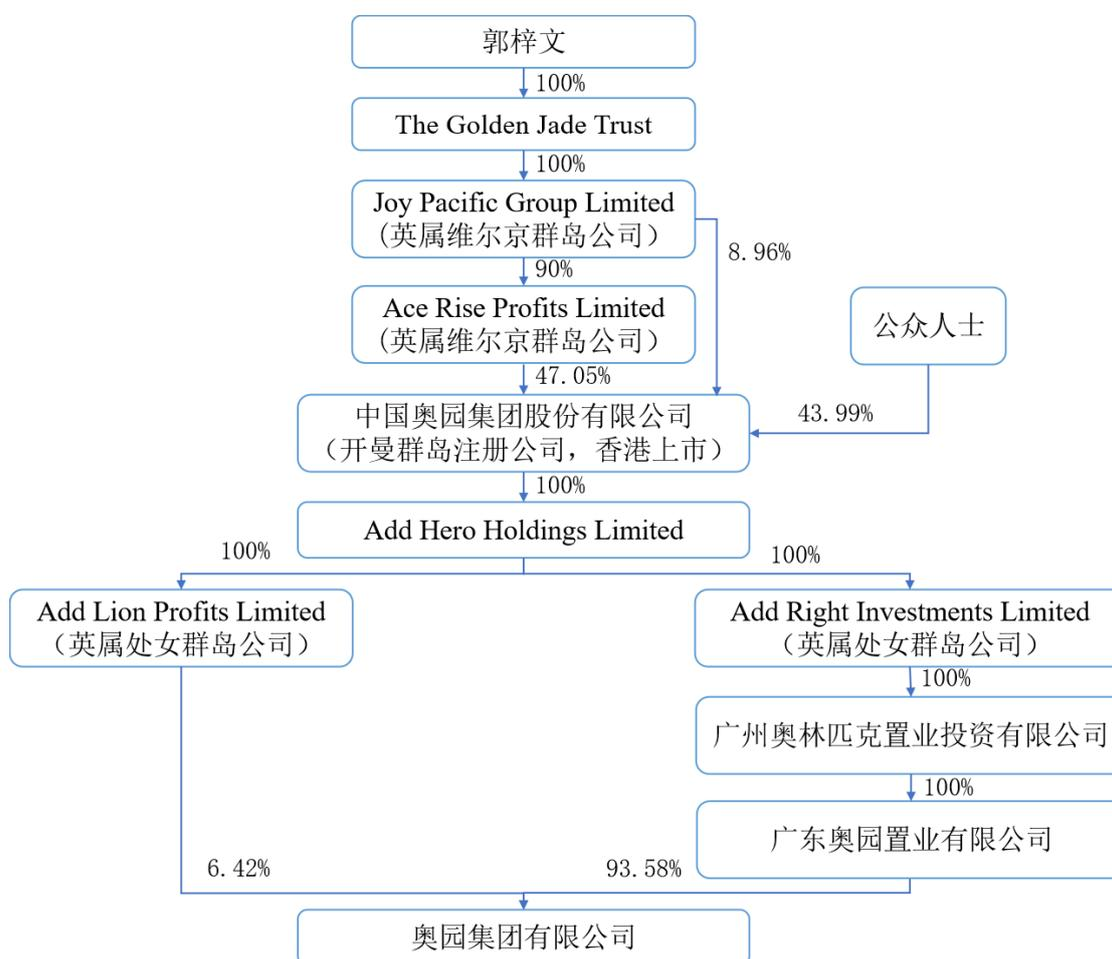 郭梓文
100%
The Golden Jade Trust
100%
Joy Pacific Group Limited
(英属维尔京群岛公司）
8.96%
90%
Ace Rise Profits Limited
(英属维尔京群岛公司）
公众人士
47.05%
中国奥园集团股份有限公司
（开曼群岛注册公司，香港上市）
43.99%
100%
Add Hero Holdings Limited
100%
100%
Add Lion Profits Limited
（英属处女群岛公司）
Add Right Investments Limited
（英属处女群岛公司）
100%
广州奥林匹克置业投资有限公司
100%
广东奥园置业有限公司
6.42%
93.58%
奥园集团有限公司